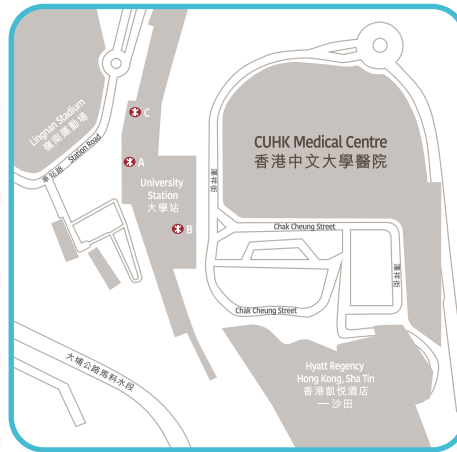 Lingnan Stadium
嶺南運動場
車站路 Station Road
C
A
University
Station
大學站
B
澤祥街
CUHK Medical Centre
香港中文大學醫院
Chak Cheung Street
澤祥街
Chak Cheung Street
大埔公路馬料水段
Hyatt Regency
Hong Kong, Sha Tin
香港凱悅酒店
—沙田